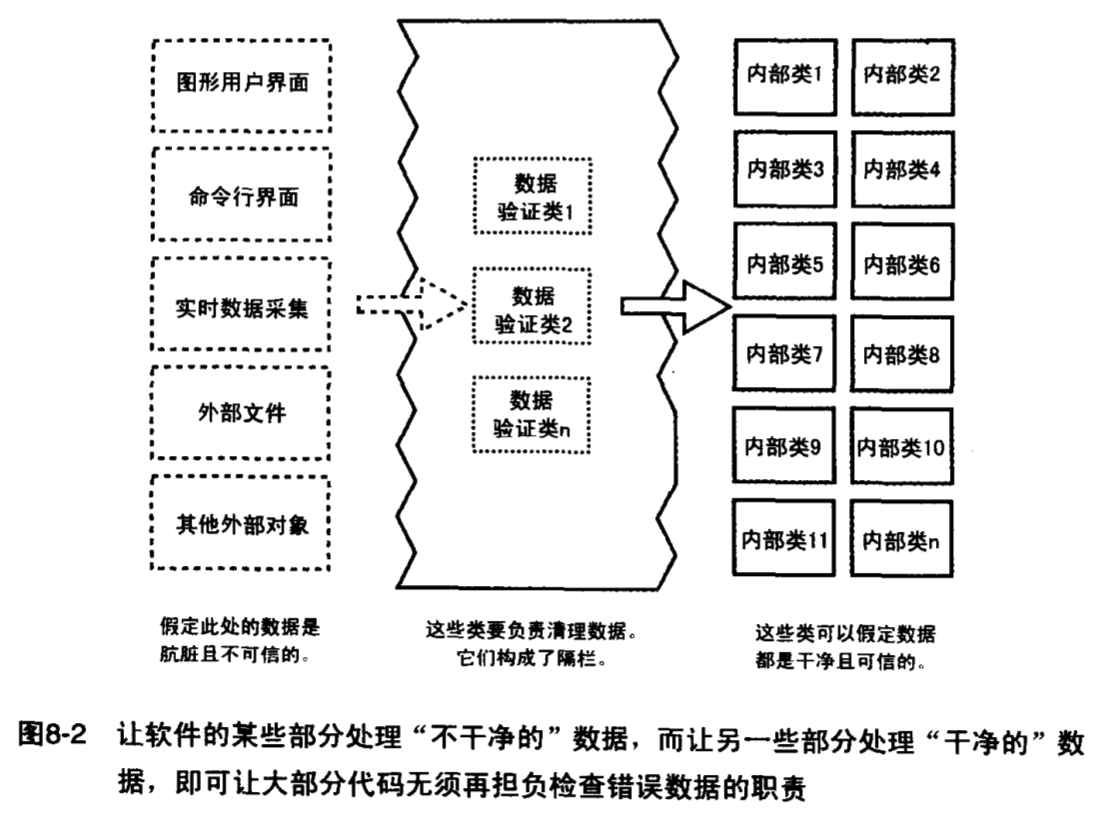 图形用户界面
命令行界面
实时数据采集
外部文件
其他外部对象
假定此处的数据是
肮脏且不可信的。
数据
验证类1
数据
验证类2
数据
验证类n
这些类要负责清理数据。
它们构成了隔栏。
内部类1
内部类2
内部类3
内部类4
内部类5
内部类6
内部类7
内部类8
内部类9
内部类10
内部类11
内部类n
这些类可以假定数据
都是干净且可信的。
图8-2 让软件的某些部分处理“不干净的”数据，而让另一些部分处理“干净的”数
据，即可让大部分代码无须再担负检查错误数据的职责